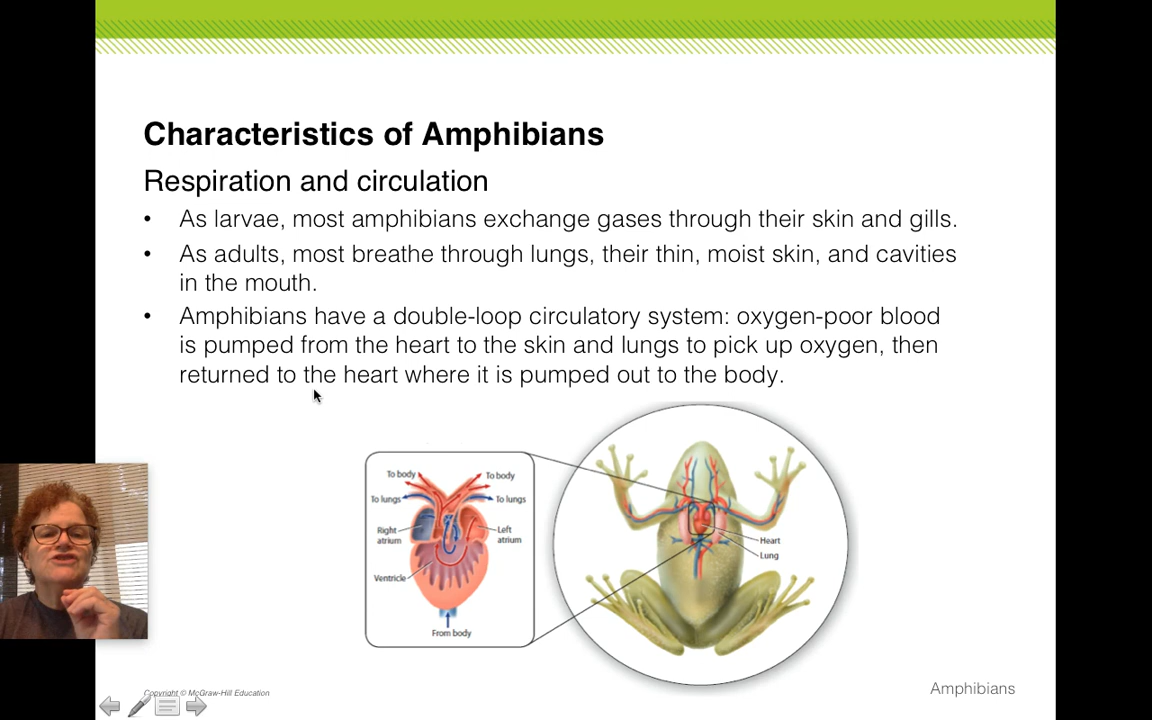 Characteristics of Amphibians
Respiration and circulation
• As larvae, most amphibians exchange gases through their skin and gills.
• As adults, most breathe through lungs, their thin, moist skin, and cavities
in the mouth.
• Amphibians have a double-loop circulatory system: oxygen-poor blood
is pumped from the heart to the skin and lungs to pick up oxygen, then
returned to the heart where it is pumped out to the body.
To body
To body
To lungs
To lungs
Right
atrium
Left
atrium
Ventricle
From body
Heart
Lung
Copyright © McGraw-Hill Education
Amphibians